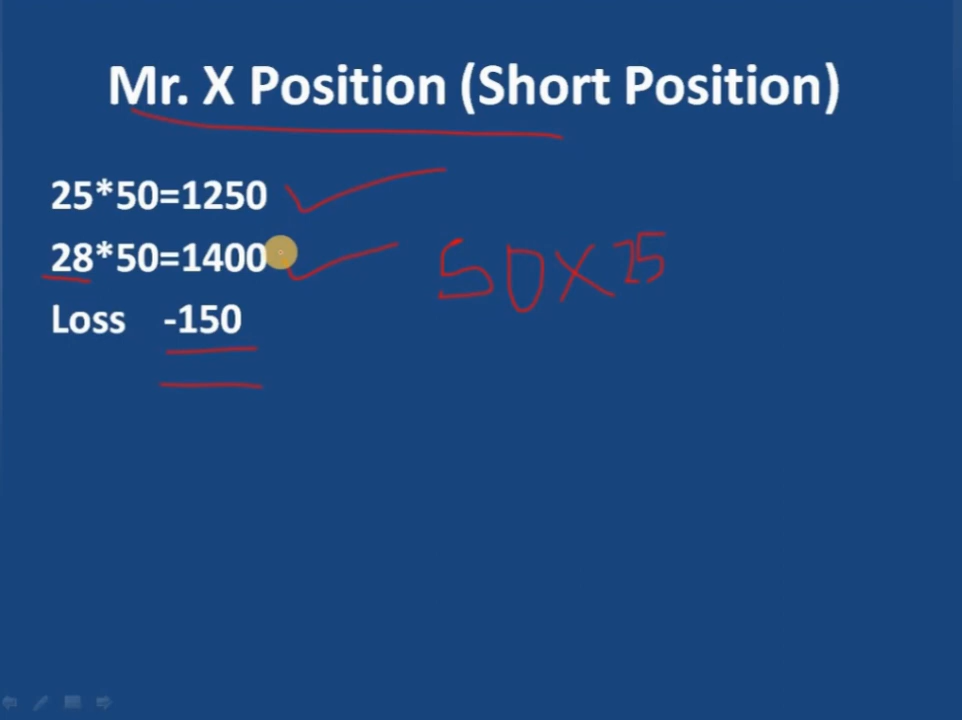 Mr. X Position (Short Position)
25*50=1250
28*50=1400
50X25
Loss -150